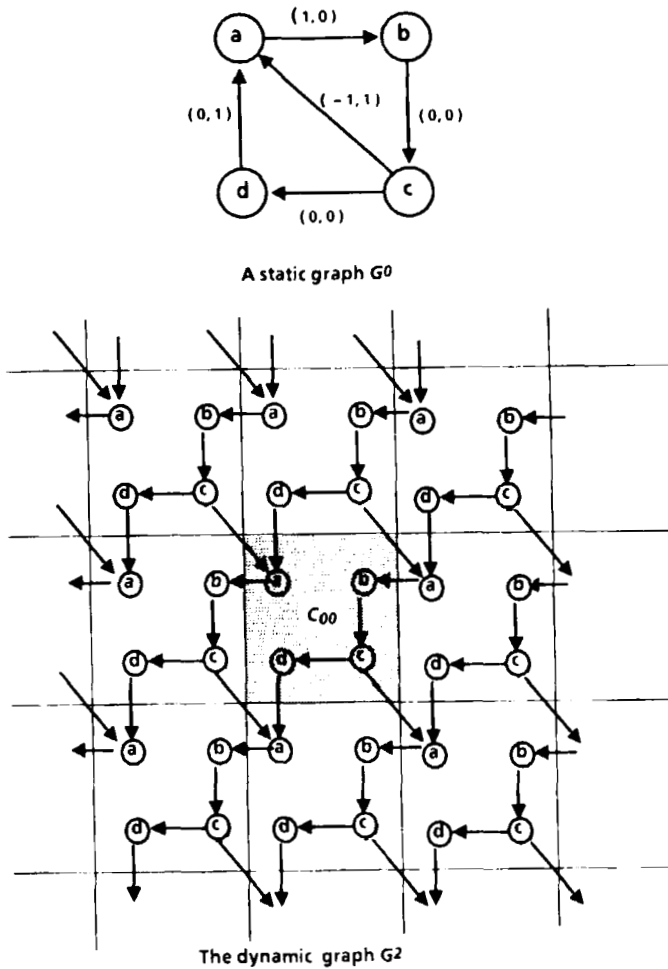 (1,0)
a b
(0,1) (-1,1) (0,0)
d c
(0,0)
A static graph G0
a b a b a b
d c d c d c
a b a b a b
C00
d c d c d c
a b a b a b
d c d c d c
The dynamic graph G2